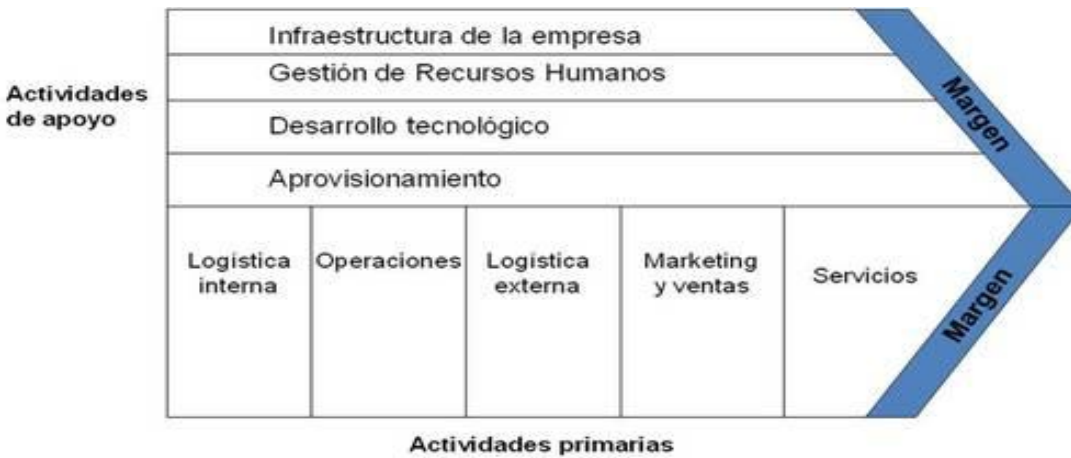 Infraestructura de la empresa
Gestión de Recursos Humanos
Actividades
de apoyo
Desarrollo tecnológico
Aprovisionamiento
Margen
Logística
interna
Operaciones
Logística
externa
Marketing
y ventas
Servicios
Margen
Actividades primarias